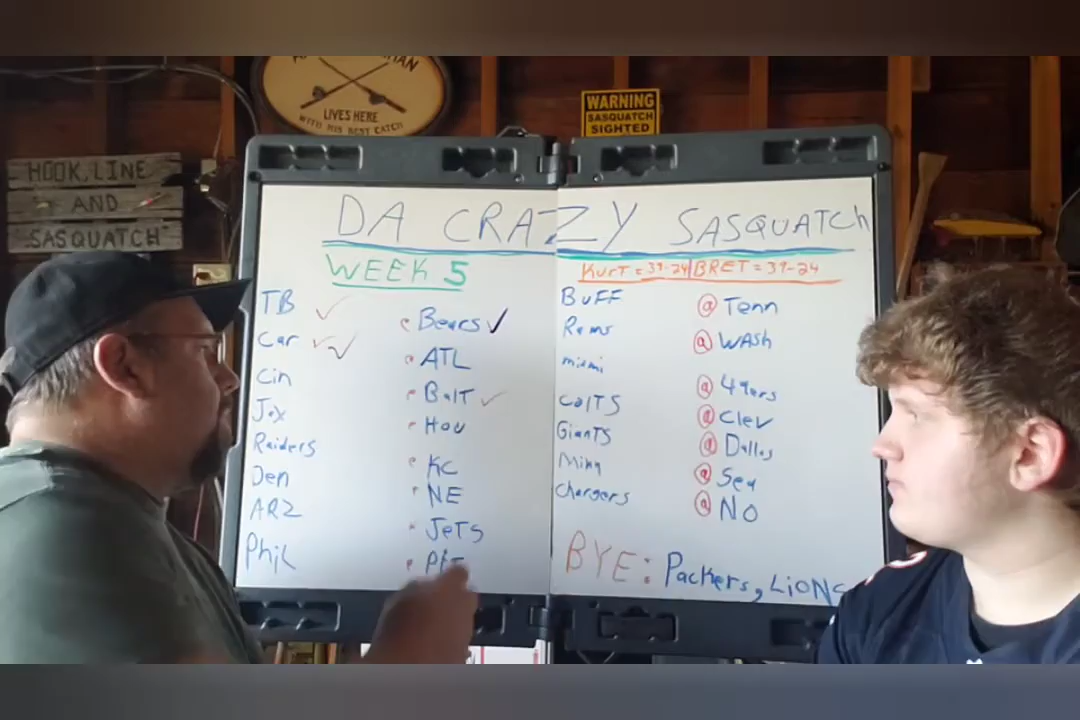 LIVES HERE
WITH HIS BEST CATCH
WARNING
SASQUATCH
SIGHTED
HOOK, LINE
AND
SASQUATCH
DA CRAZY SASQUATCH
WEEK 5
KurT = 39-24 BRET = 39-24
TB ✓ @ Bears ✓
Car ✓✓ @ ATL
Cin @ BalT ✓
Jax @ Hou
Raiders @ KC
Den @ NE
ARZ @ JeTS
Phil @ PIT
BuFF @ Tenn
Rams @ WAsh
miami @ 49ers
ColTS @ Clev
GianTS @ Dallas
Minn @ Sea
Chargers @ No
BYE: Packers, LiONS